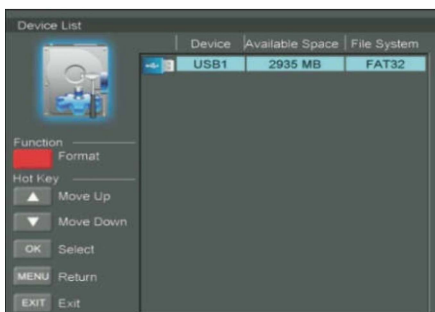 Device List
Device Available Space File System
USB1 2935 MB FAT32
Function
Format
Hot Key
Move Up
Move Down
OK Select
MENU Return
EXIT Exit